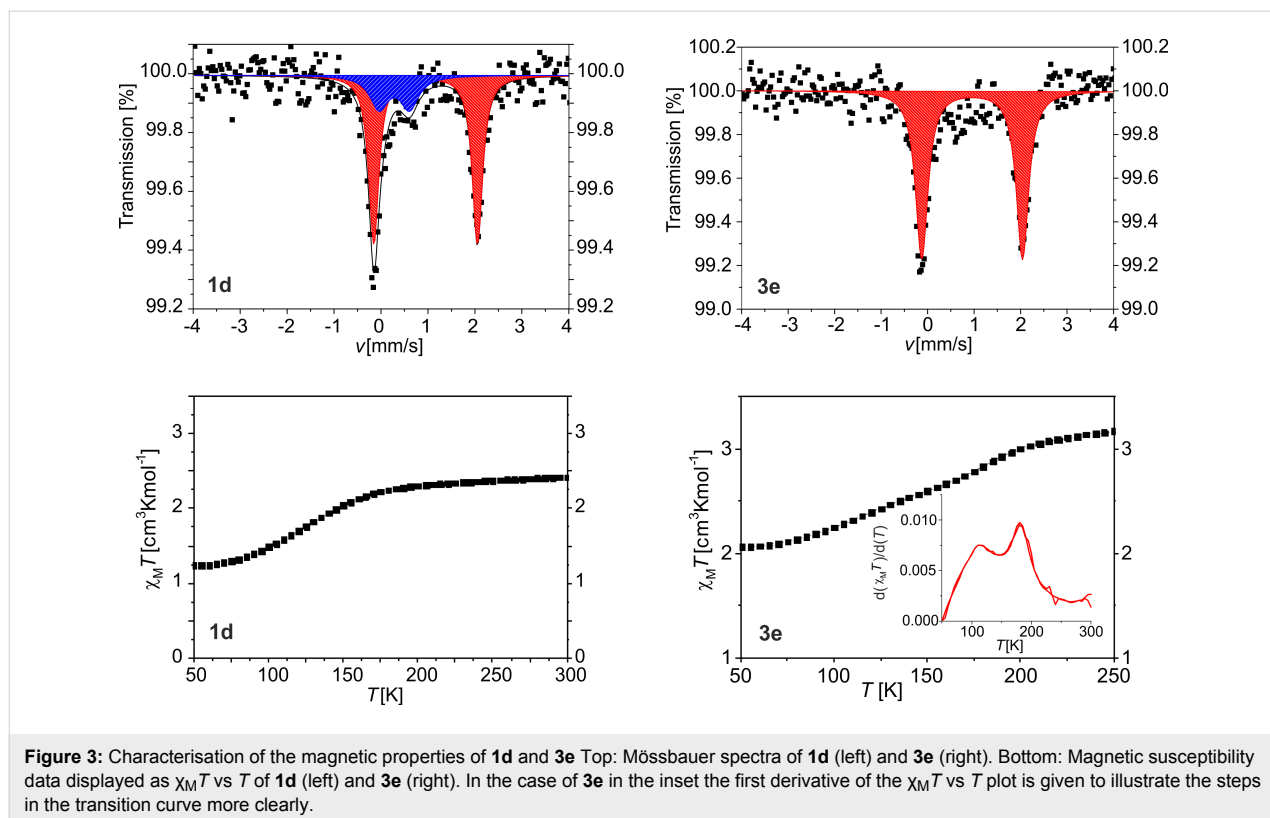 100.0
99.8
99.6
99.4
99.2
Transmission [%]
100.0
99.8
99.6
99.4
99.2
1d
-4 -3 -2 -1 0 1 2 3 4
v[mm/s]
100.2
100.0
99.8
99.6
99.4
99.2
99.0
Transmission [%]
100.2
100.0
99.8
99.6
99.4
99.2
99.0
3e
-4 -3 -2 -1 0 1 2 3 4
v[mm/s]
3
2
1
0
χMT[cm³Kmol⁻¹]
3
2
1
0
1d
50 100 150 200 250 300
T[K]
3
2
1
χMT[cm³Kmol⁻¹]
3
2
1
3e
0.010
0.005
0.000
d(χMT)/d(T)
100 200 300
T[K]
50 100 150 200 250
T [K]
Figure 3: Characterisation of the magnetic properties of 1d and 3e Top: Mössbauer spectra of 1d (left) and 3e (right). Bottom: Magnetic susceptibility
data displayed as χMT vs T of 1d (left) and 3e (right). In the case of 3e in the inset the first derivative of the χMT vs T plot is given to illustrate the steps
in the transition curve more clearly.